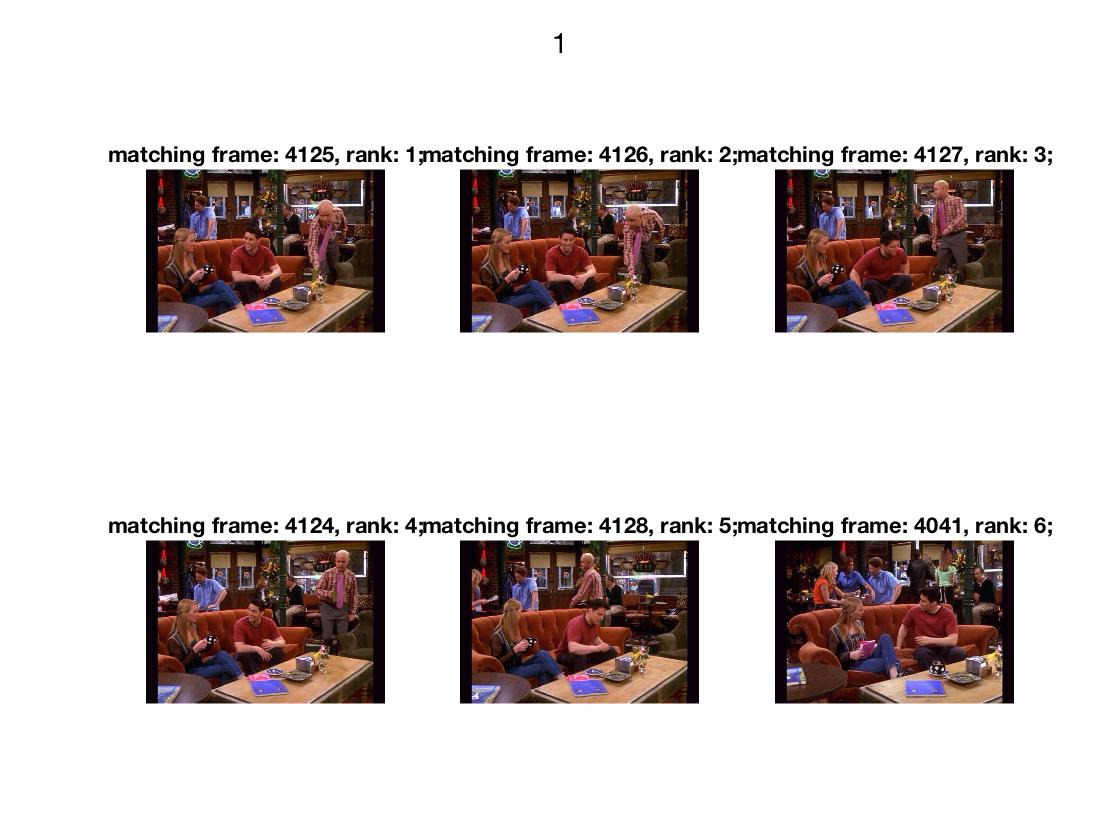 1
matching frame: 4125, rank: 1;matching frame: 4126, rank: 2;matching frame: 4127, rank: 3;
matching frame: 4124, rank: 4;matching frame: 4128, rank: 5;matching frame: 4041, rank: 6;